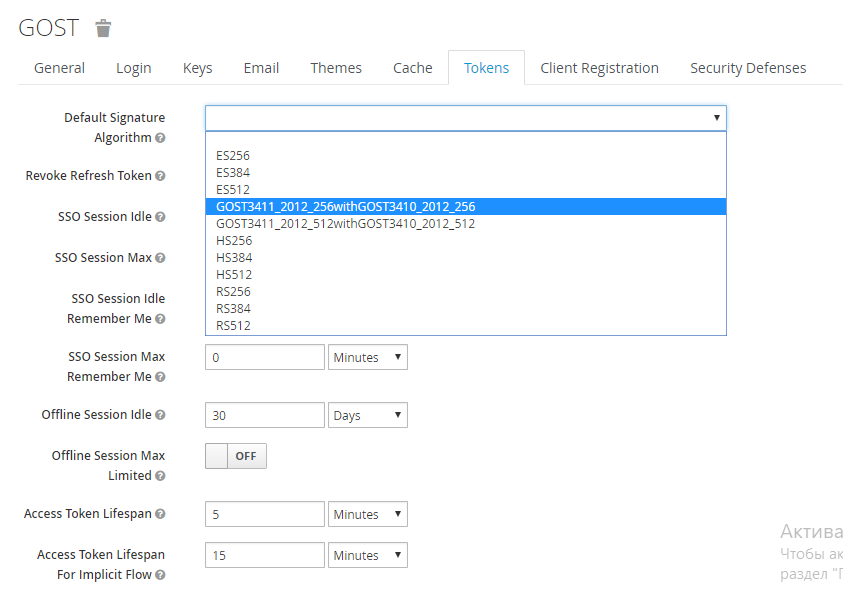 GOST
General Login Keys Email Themes Cache Tokens Client Registration Security Defenses
Default Signature
Algorithm
ES256
Revoke Refresh Token
ES384
ES512
GOST3411_2012_256withGOST3410_2012_256
SSO Session Idle
GOST3411_2012_512withGOST3410_2012_512
HS256
SSO Session Max
HS384
HS512
RS256
SSO Session Idle
Remember Me
RS384
RS512
SSO Session Max
Remember Me
0 Minutes
Offline Session Idle 30 Days
Offline Session Max
Limited
OFF
Access Token Lifespan 5 Minutes
Access Token Lifespan
For Implicit Flow
15 Minutes
Актива
Чтобы ак
раздел "П